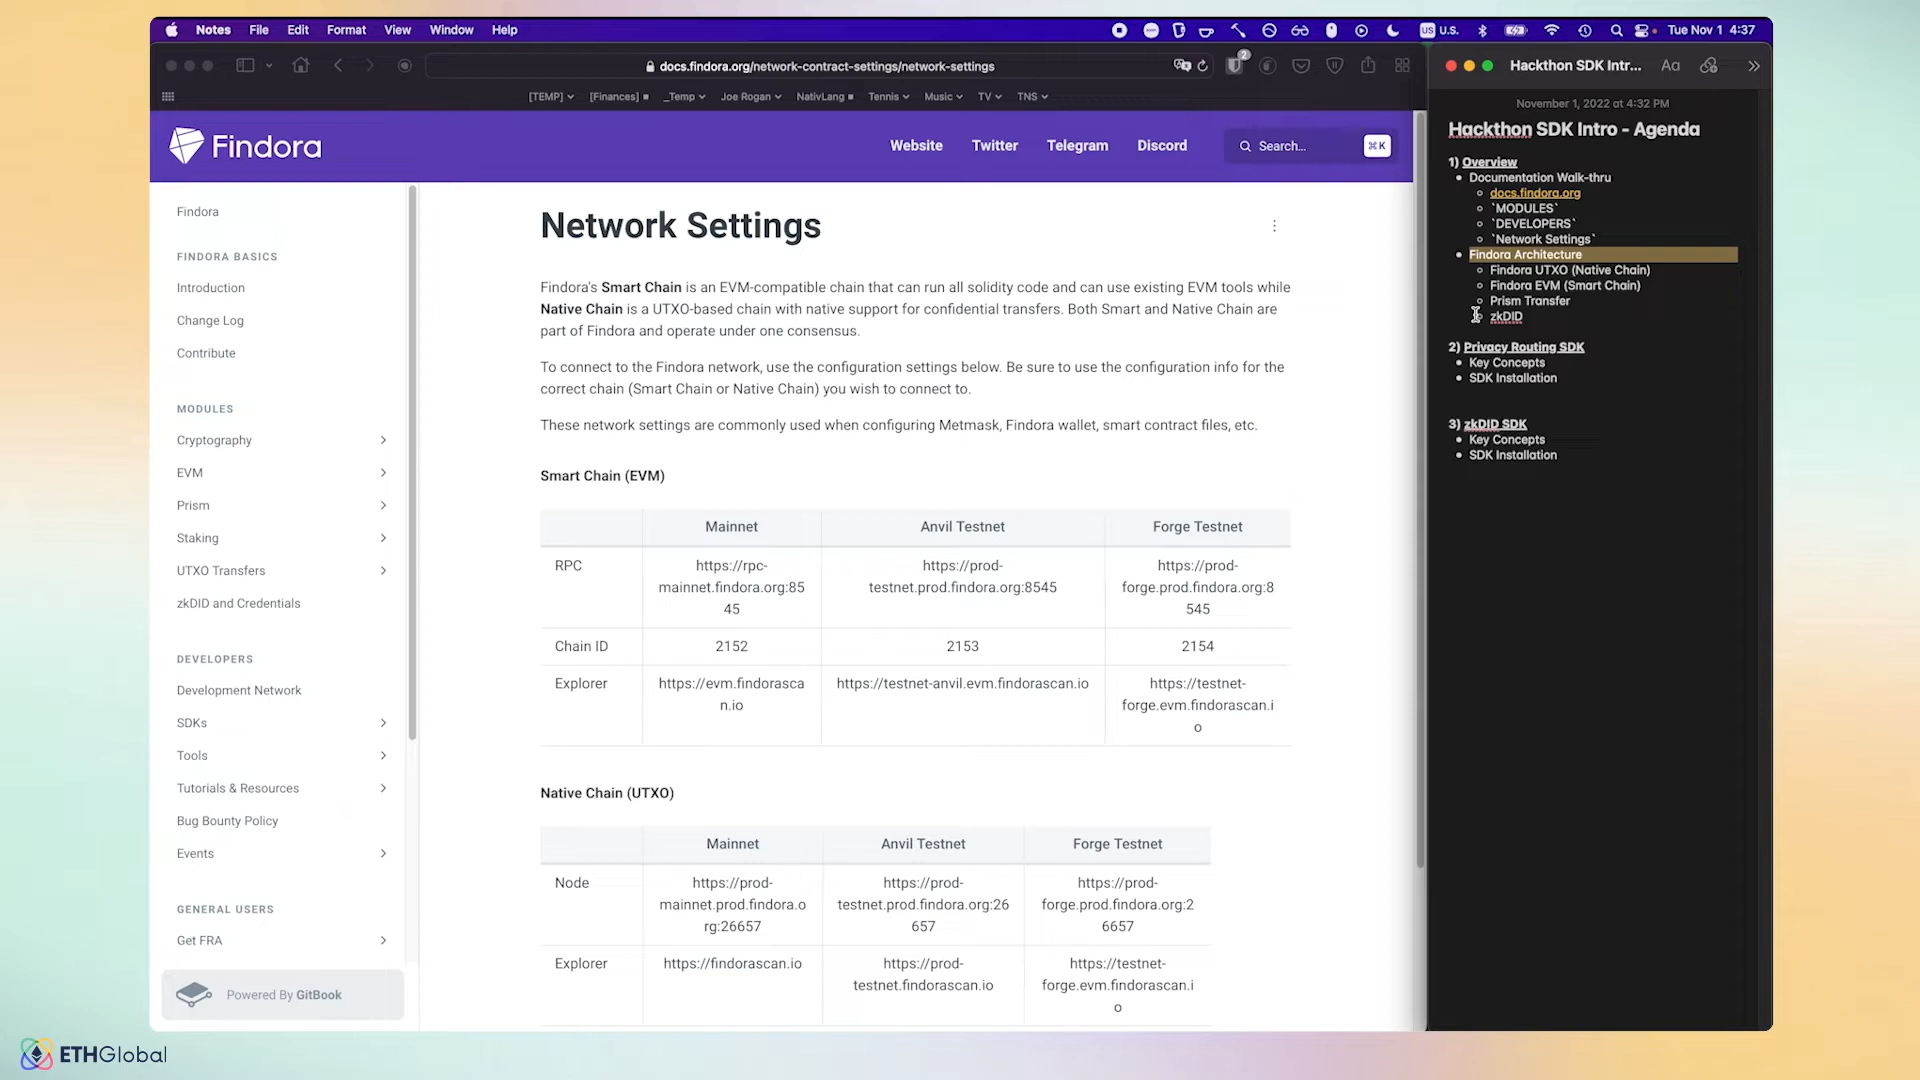 Notes File Edit Format View Window Help
US U.S.
Tue Nov 1 4:37
docs.findora.org/network-contract-settings/network-settings
2
[TEMP] [Finances] _Temp Joe Rogan NativLang Tennis Music TV TNS
Findora
Website Twitter Telegram Discord
Search... ⌘K
Findora
FINDORA BASICS
Introduction
Change Log
Contribute
MODULES
Cryptography
EVM
Prism
Staking
UTXO Transfers
zkDID and Credentials
DEVELOPERS
Development Network
SDKs
Tools
Tutorials & Resources
Bug Bounty Policy
Events
GENERAL USERS
Get FRA
Powered By GitBook
Network Settings
Findora's Smart Chain is an EVM-compatible chain that can run all solidity code and can use existing EVM tools while
Native Chain is a UTXO-based chain with native support for confidential transfers. Both Smart and Native Chain are
part of Findora and operate under one consensus.
To connect to the Findora network, use the configuration settings below. Be sure to use the configuration info for the
correct chain (Smart Chain or Native Chain) you wish to connect to.
These network settings are commonly used when configuring Metmask, Findora wallet, smart contract files, etc.
Smart Chain (EVM)
Mainnet Anvil Testnet Forge Testnet
RPC
https://rpc-
mainnet.findora.org:85
45
https://prod-
testnet.prod.findora.org:8545
https://prod-
forge.prod.findora.org:8
545
Chain ID 2152 2153 2154
Explorer
https://evm.findorasca
n.io
https://testnet-anvil.evm.findorascan.io
https://testnet-
forge.evm.findorascan.i
o
Native Chain (UTXO)
Mainnet Anvil Testnet Forge Testnet
Node
https://prod-
mainnet.prod.findora.o
rg:26657
https://prod-
testnet.prod.findora.org:26
657
https://prod-
forge.prod.findora.org:2
6657
Explorer
https://findorascan.io
https://prod-
testnet.findorascan.io
https://testnet-
forge.evm.findorascan.i
o
Hackthon SDK Intr... Aa
November 1, 2022 at 4:32 PM
Hackthon SDK Intro - Agenda
1) Overview
• Documentation Walk-thru
docs.findora.org
`MODULES`
`DEVELOPERS`
`Network Settings`
• Findora Architecture
Findora UTXO (Native Chain)
Findora EVM (Smart Chain)
Prism Transfer
zkDID
2) Privacy Routing SDK
• Key Concepts
• SDK Installation
3) zkDID SDK
• Key Concepts
• SDK Installation
ETHGlobal